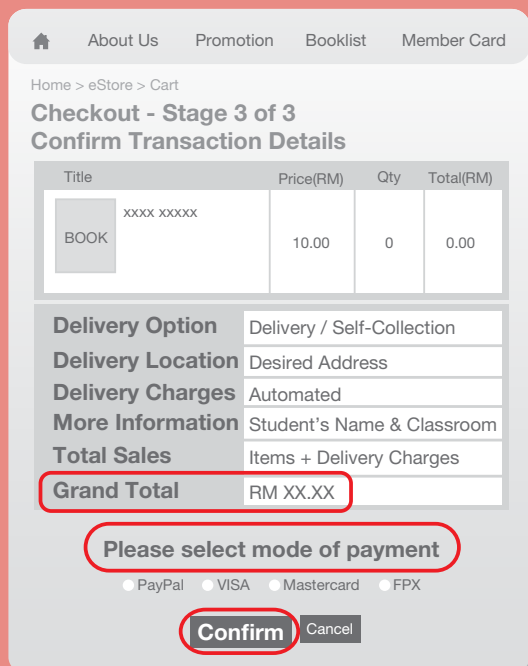 About Us Promotion Booklist Member Card
Home > eStore > Cart
Checkout - Stage 3 of 3
Confirm Transaction Details
Title Price(RM) Qty Total(RM)
BOOK xxxx xxxxx 10.00 0 0.00
Delivery Option Delivery / Self-Collection
Delivery Location Desired Address
Delivery Charges Automated
More Information Student's Name & Classroom
Total Sales Items + Delivery Charges
Grand Total RM XX.XX
Please select mode of payment
PayPal VISA Mastercard FPX
Confirm Cancel